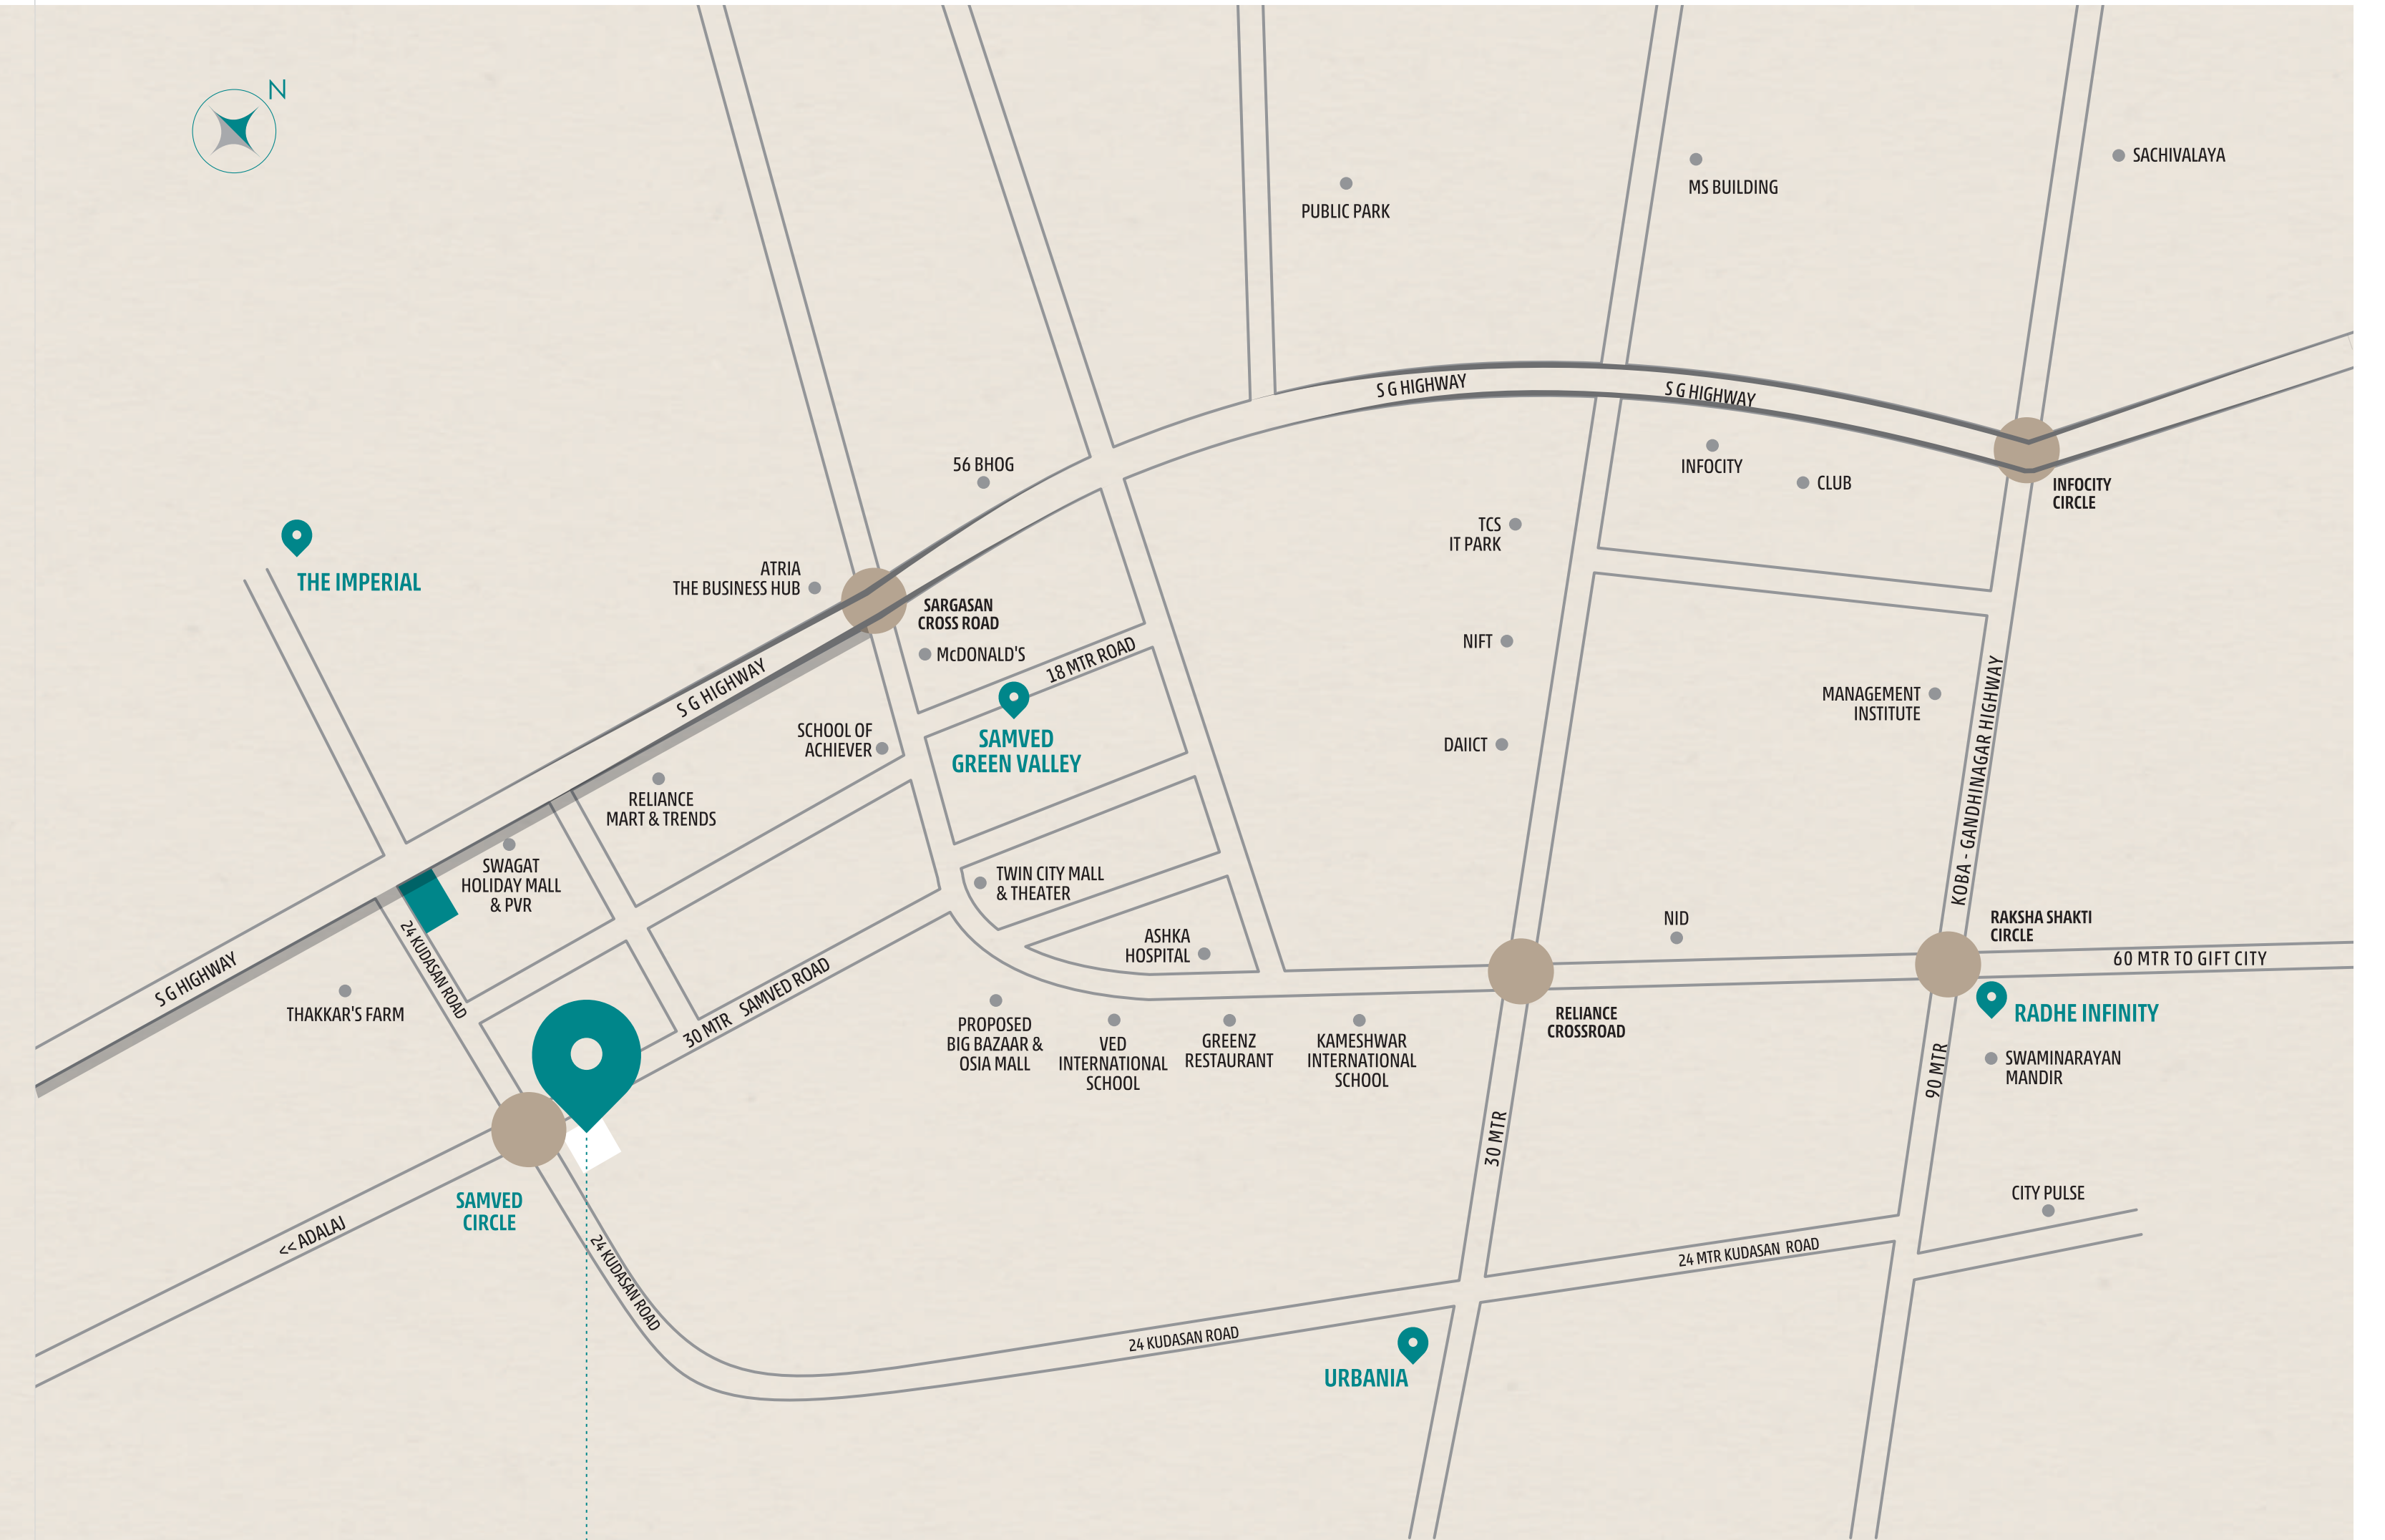 N
SACHIVALAYA
MS BUILDING
PUBLIC PARK
S G HIGHWAY
S G HIGHWAY
56 BHOG
INFOCITY
CLUB
INFOCITY
CIRCLE
TCS
IT PARK
THE IMPERIAL
ATRIA
THE BUSINESS HUB
SARGASAN
CROSS ROAD
McDONALD'S
18 MTR ROAD
NIFT
S G HIGHWAY
MANAGEMENT
INSTITUTE
KOBA - GANDHINAGAR HIGHWAY
SCHOOL OF
ACHIEVER
SAMVED
GREEN VALLEY
DAIICT
RELIANCE
MART & TRENDS
SWAGAT
HOLIDAY MALL
& PVR
TWIN CITY MALL
& THEATER
NID
RAKSHA SHAKTI
CIRCLE
ASHKA
HOSPITAL
60 MTR TO GIFT CITY
S G HIGHWAY
24 KUDASAN ROAD
THAKKAR'S FARM
30 MTR SAMVED ROAD
PROPOSED
BIG BAZAAR &
OSIA MALL
VED
INTERNATIONAL
SCHOOL
GREENZ
RESTAURANT
KAMESHWAR
INTERNATIONAL
SCHOOL
RELIANCE
CROSSROAD
RADHE INFINITY
SWAMINARAYAN
MANDIR
90 MTR
30 MTR
CITY PULSE
SAMVED
CIRCLE
<< ADALAJ
24 KUDASAN ROAD
24 MTR KUDASAN ROAD
24 KUDASAN ROAD
URBANIA